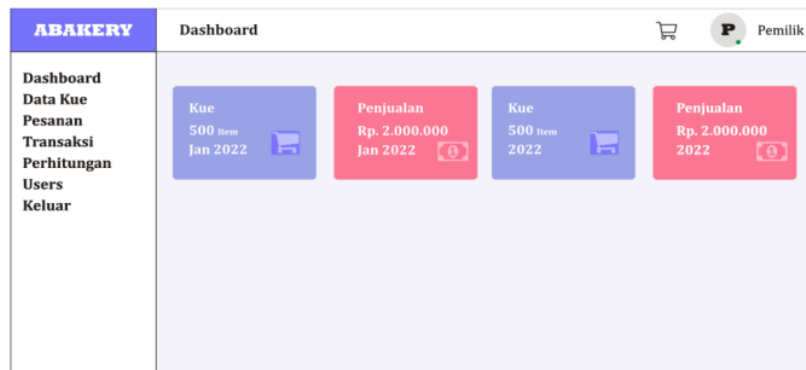 ABAKERY
Dashboard
P
Pemilik
Dashboard
Data Kue
Pesanan
Transaksi
Perhitungan
Users
Keluar
Kue
500 Item
Jan 2022
Penjualan
Rp. 2.000.000
Jan 2022
Kue
500 Item
2022
Penjualan
Rp. 2.000.000
2022